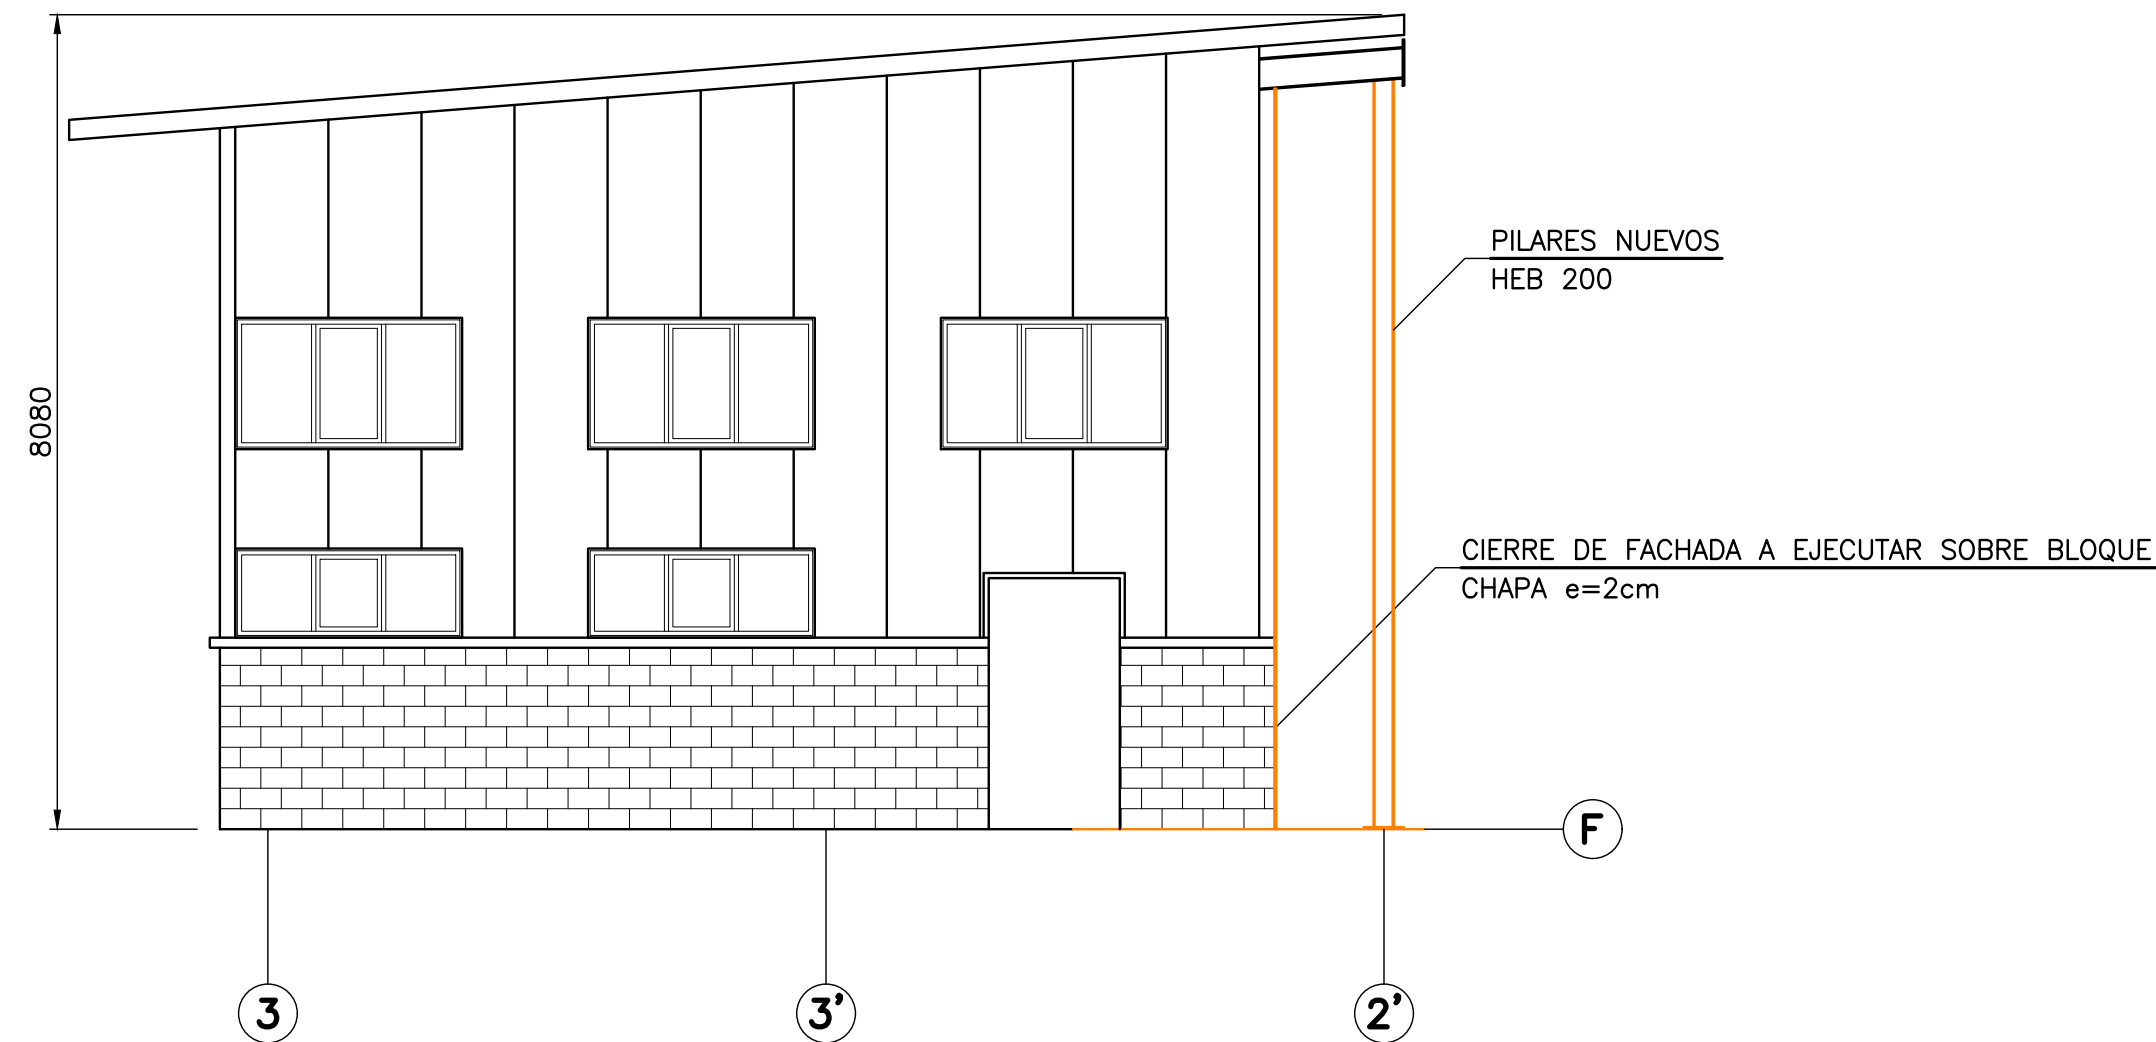 PILARES NUEVOS
HEB 200
8080
CIERRE DE FACHADA A EJECUTAR SOBRE BLOQUE
CHAPA e=2cm
F
3
3'
2'